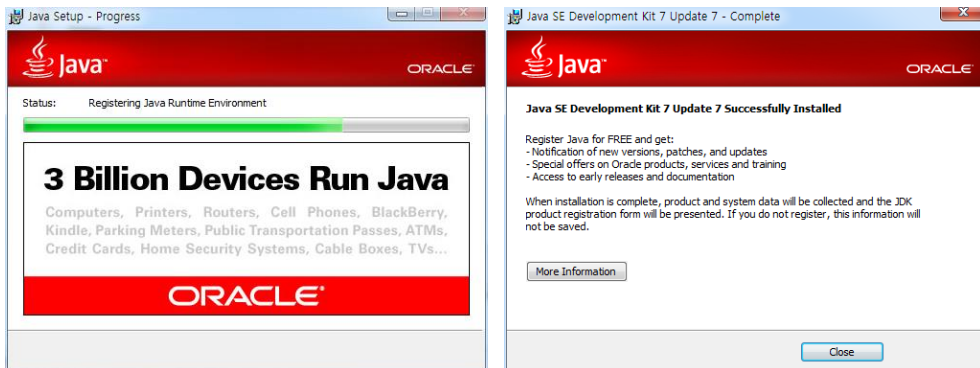 Java Setup - Progress
Java™
ORACLE
Status: Registering Java Runtime Environment
3 Billion Devices Run Java
Computers, Printers, Routers, Cell Phones, BlackBerry,
Kindle, Parking Meters, Public Transportation Passes, ATMs,
Credit Cards, Home Security Systems, Cable Boxes, TVs...
ORACLE
Java SE Development Kit 7 Update 7 - Complete
Java™
ORACLE
Java SE Development Kit 7 Update 7 Successfully Installed
Register Java for FREE and get:
- Notification of new versions, patches, and updates
- Special offers on Oracle products, services and training
- Access to early releases and documentation
When installation is complete, product and system data will be collected and the JDK
product registration form will be presented. If you do not register, this information will
not be saved.
More Information
Close